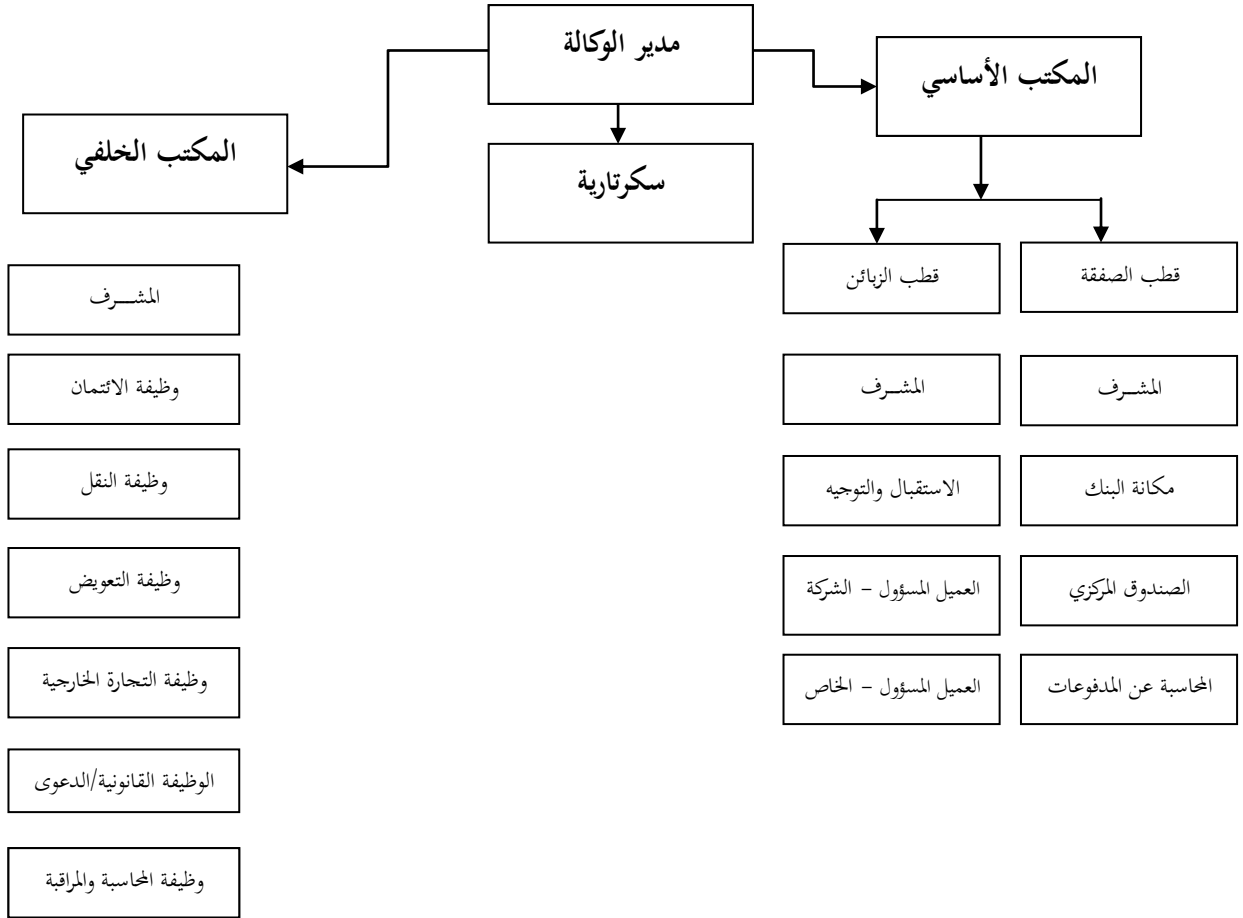 مدير الوكالة
المكتب الأساسي
المكتب الخلفي
سكرتارية
قطب الصفقة
قطب الزبائن
المشـــرف
المشـــرف
مكانة البنك
الاستقبال والتوجيه
الصندوق المركزي
العميل المسؤول – الشركة
المحاسبة عن المدفوعات
العميل المسؤول – الخاص
المشـــرف
وظيفة الائتمان
وظيفة النقل
وظيفة التعويض
وظيفة التجارة الخارجية
الوظيفة القانونية/الدعوى
وظيفة المحاسبة والمراقبة